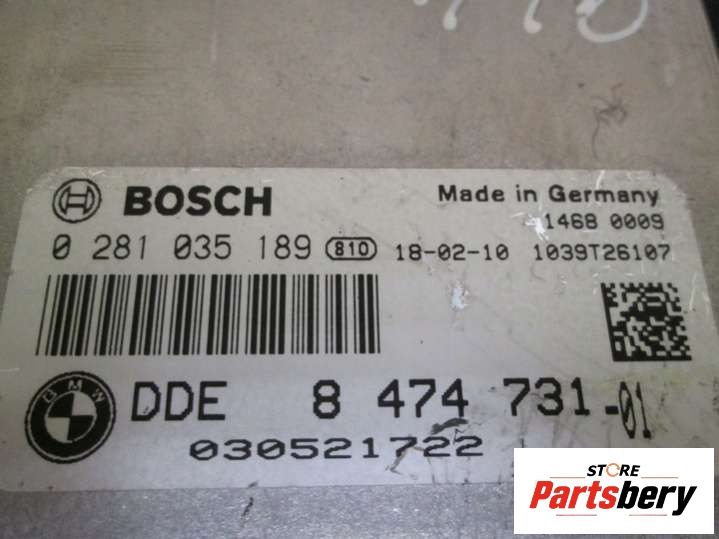 BOSCH
Made in Germany
1468 0009
0 281 035 189 810 18-02-10 1039T26107
BMW
DDE 8 474 731-01
030521722
STORE
Partsbery